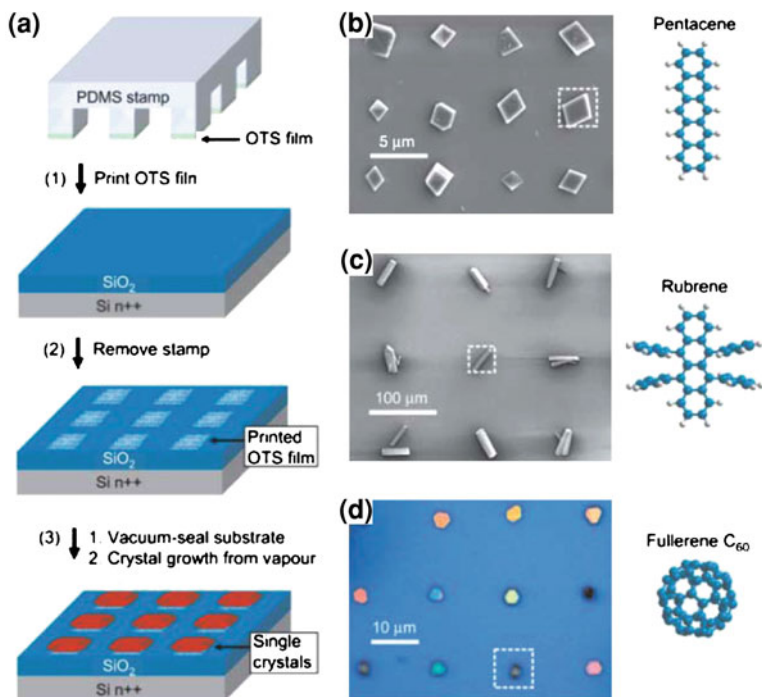 (a)
PDMS stamp
OTS film
(1) Print OTS filn
SiO2
Si n++
(2) Remove stamp
Printed
OTS film
SiO2
Si n++
(3) 1. Vacuum-seal substrate
2 Crystal growth from vapour
Single
crystals
SiO2
Si n++
(b)
5 µm
Pentacene
(c)
100 µm
Rubrene
(d)
10 µm
Fullerene C60